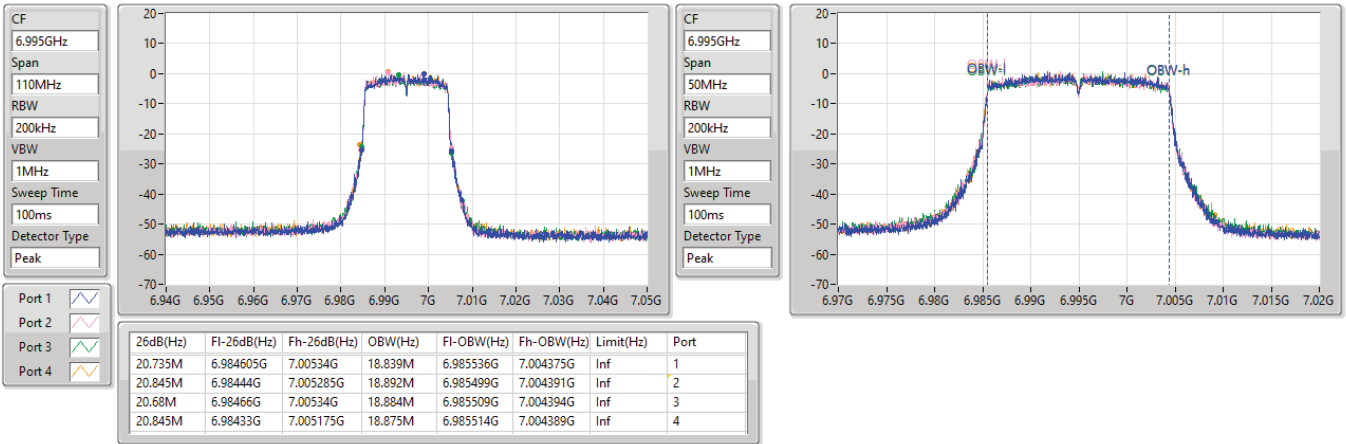 CF
6.995GHz
Span
110MHz
RBW
200kHz
VBW
1MHz
Sweep Time
100ms
Detector Type
Peak
20-
10-
0-
-10-
-20-
-30-
-40-
-50-
-60-
-70-
6.94G 6.95G 6.96G 6.97G 6.98G 6.99G 7G 7.01G 7.02G 7.03G 7.04G 7.05G
CF
6.995GHz
Span
50MHz
RBW
200kHz
VBW
1MHz
Sweep Time
100ms
Detector Type
Peak
20-
10-
0-
-10-
-20-
-30-
-40-
-50-
-60-
-70-
OBW-l OBW-h
6.97G 6.975G 6.98G 6.985G 6.99G 6.995G 7G 7.005G 7.01G 7.015G 7.02G
Port 1
Port 2
Port 3
Port 4
26dB(Hz) Fl-26dB(Hz) Fh-26dB(Hz) OBW(Hz) Fl-OBW(Hz) Fh-OBW(Hz) Limit(Hz) Port
20.735M 6.984605G 7.00534G 18.839M 6.985536G 7.004375G Inf 1
20.845M 6.98444G 7.005285G 18.892M 6.985499G 7.004391G Inf 2
20.68M 6.98466G 7.00534G 18.884M 6.985509G 7.004394G Inf 3
20.845M 6.98433G 7.005175G 18.875M 6.985514G 7.004389G Inf 4